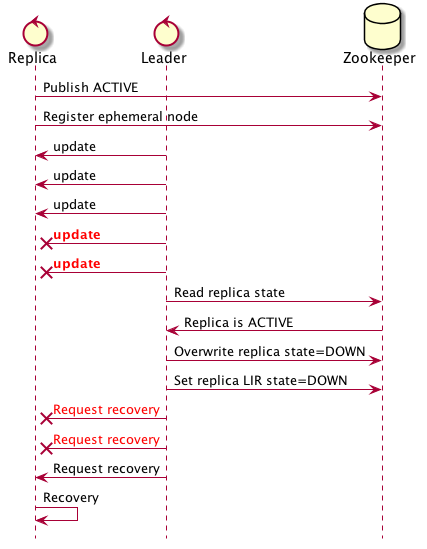 Replica
Leader
Zookeeper
Publish ACTIVE
Register ephemeral node
update
update
update
update
update
Read replica state
Replica is ACTIVE
Overwrite replica state=DOWN
Set replica LIR state=DOWN
Request recovery
Request recovery
Request recovery
Recovery